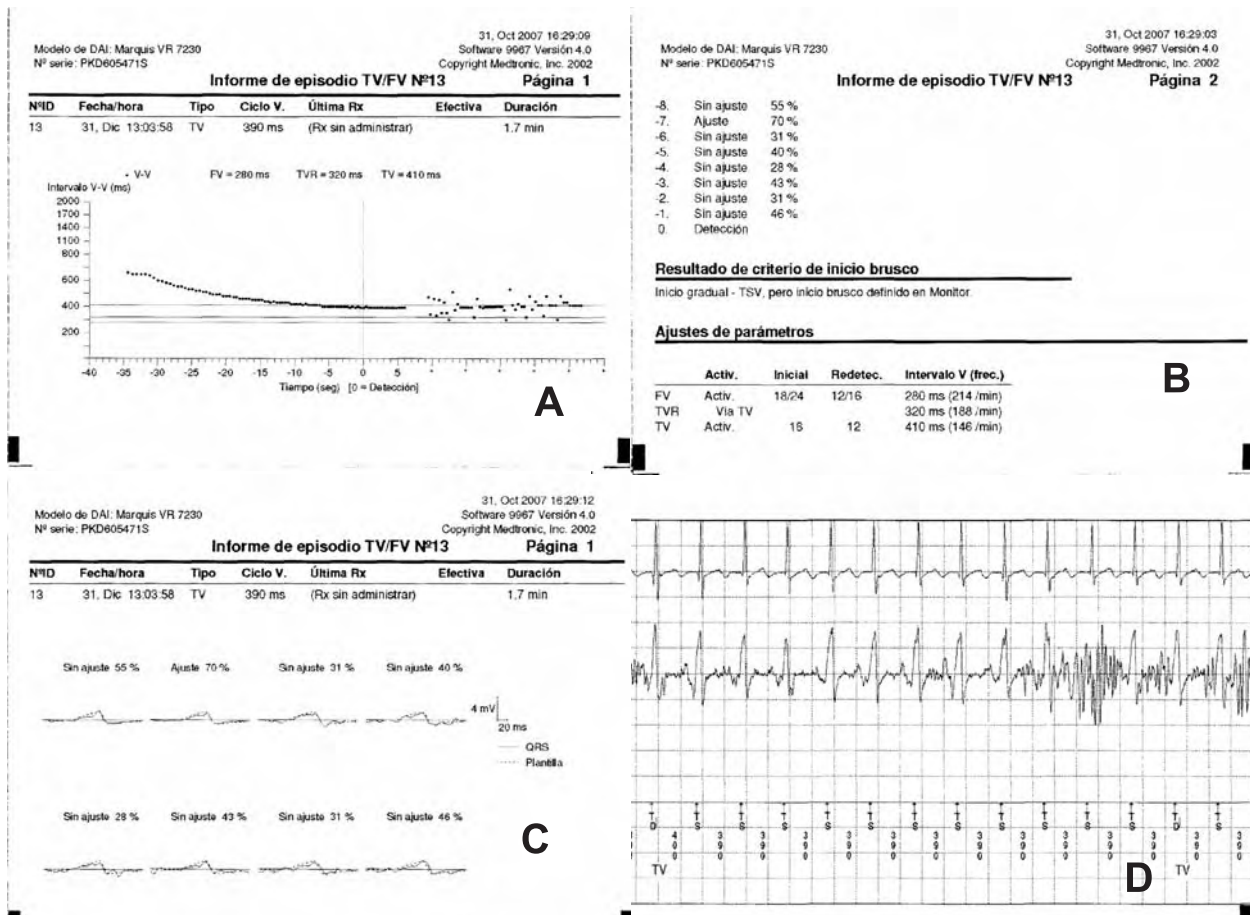 31, Oct 2007 16:29:09
Modelo de DAI: Marquis VR 7230 Software 9967 Versión 4.0
Nº serie: PKD605471S Copyright Medtronic, Inc. 2002
Informe de episodio TV/FV Nº13 Página 1
NºID Fecha/hora Tipo Ciclo V. Última Rx Efectiva Duración
13 31, Dic 13:03:58 TV 390 ms (Rx sin administrar) 1.7 min
V-V FV = 280 ms TVR = 320 ms TV = 410 ms
Intervalo V-V (ms)
2000
1700
1400
1100
800
600
400
200
-40 -35 -30 -25 -20 -15 -10 -5 0 5
Tiempo (seg) [0 = Detección]
A
31, Oct 2007 16:29:03
Modelo de DAI: Marquis VR 7230 Software 9967 Versión 4.0
Nº serie: PKD605471S Copyright Medtronic, Inc. 2002
Informe de episodio TV/FV Nº13 Página 2
-8. Sin ajuste 55 %
-7. Ajuste 70 %
-6. Sin ajuste 31 %
-5. Sin ajuste 40 %
-4. Sin ajuste 28 %
-3. Sin ajuste 43 %
-2. Sin ajuste 31 %
-1. Sin ajuste 46 %
0. Detección
Resultado de criterio de inicio brusco
Inicio gradual - TSV, pero inicio brusco definido en Monitor.
Ajustes de parámetros
Activ. Inicial Redetec. Intervalo V (frec.)
FV Activ. 18/24 12/16 280 ms (214 /min)
TVR Vía TV 320 ms (188 /min)
TV Activ. 16 12 410 ms (146 /min)
B
31, Oct 2007 16:29:12
Modelo de DAI: Marquis VR 7230 Software 9967 Versión 4.0
Nº serie: PKD605471S Copyright Medtronic, Inc. 2002
Informe de episodio TV/FV Nº13 Página 1
NºID Fecha/hora Tipo Ciclo V. Última Rx Efectiva Duración
13 31, Dic 13:03:58 TV 390 ms (Rx sin administrar) 1.7 min
Sin ajuste 55 % Ajuste 70 % Sin ajuste 31 % Sin ajuste 40 %
4 mV
20 ms
QRS
Plantilla
Sin ajuste 28 % Sin ajuste 43 % Sin ajuste 31 % Sin ajuste 46 %
C
T D T S T S T S T S T S T S T S T S T S T S T S T D T S
400 390 390 390 390 390 390 390 390 390 390 390 390 390
TV TV
D